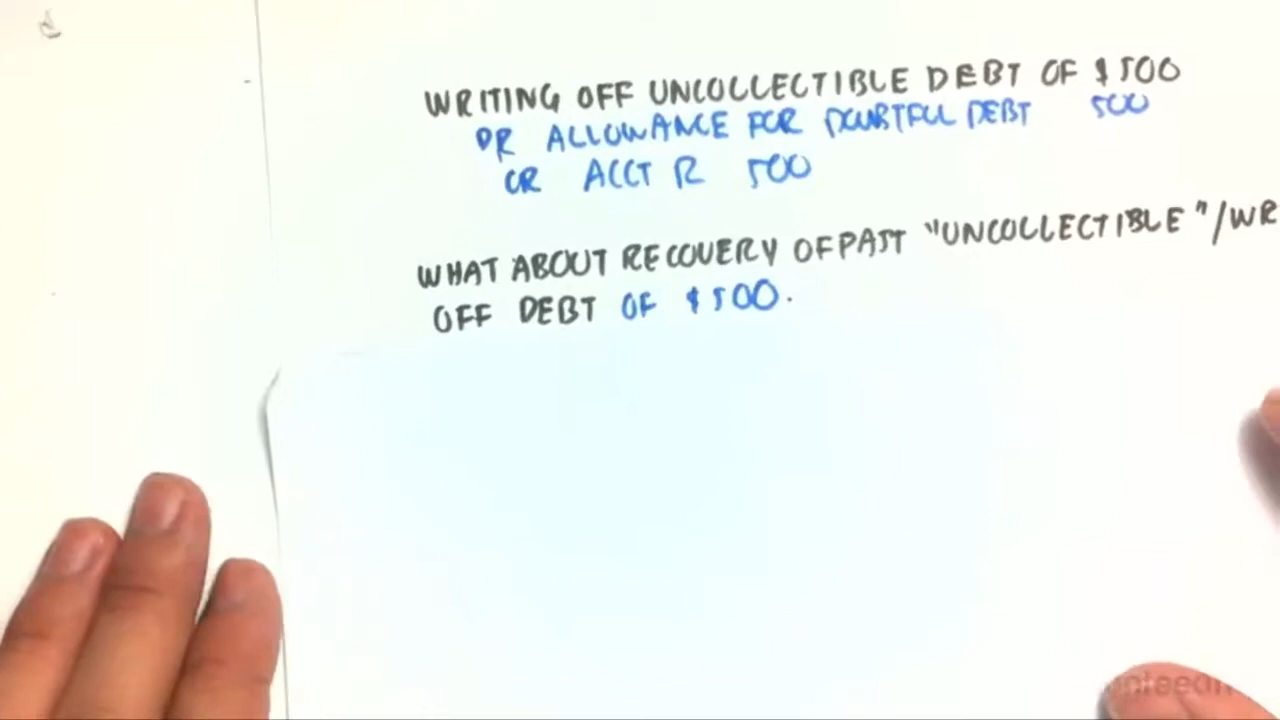 WRITING OFF UNCOLLECTIBLE DEBT OF $500
DR ALLOWANCE FOR DOUBTFUL DEBT 500
CR ACCT R 500
WHAT ABOUT RECOVERY OF PAST "UNCOLLECTIBLE"/WR
OFF DEBT OF $500.